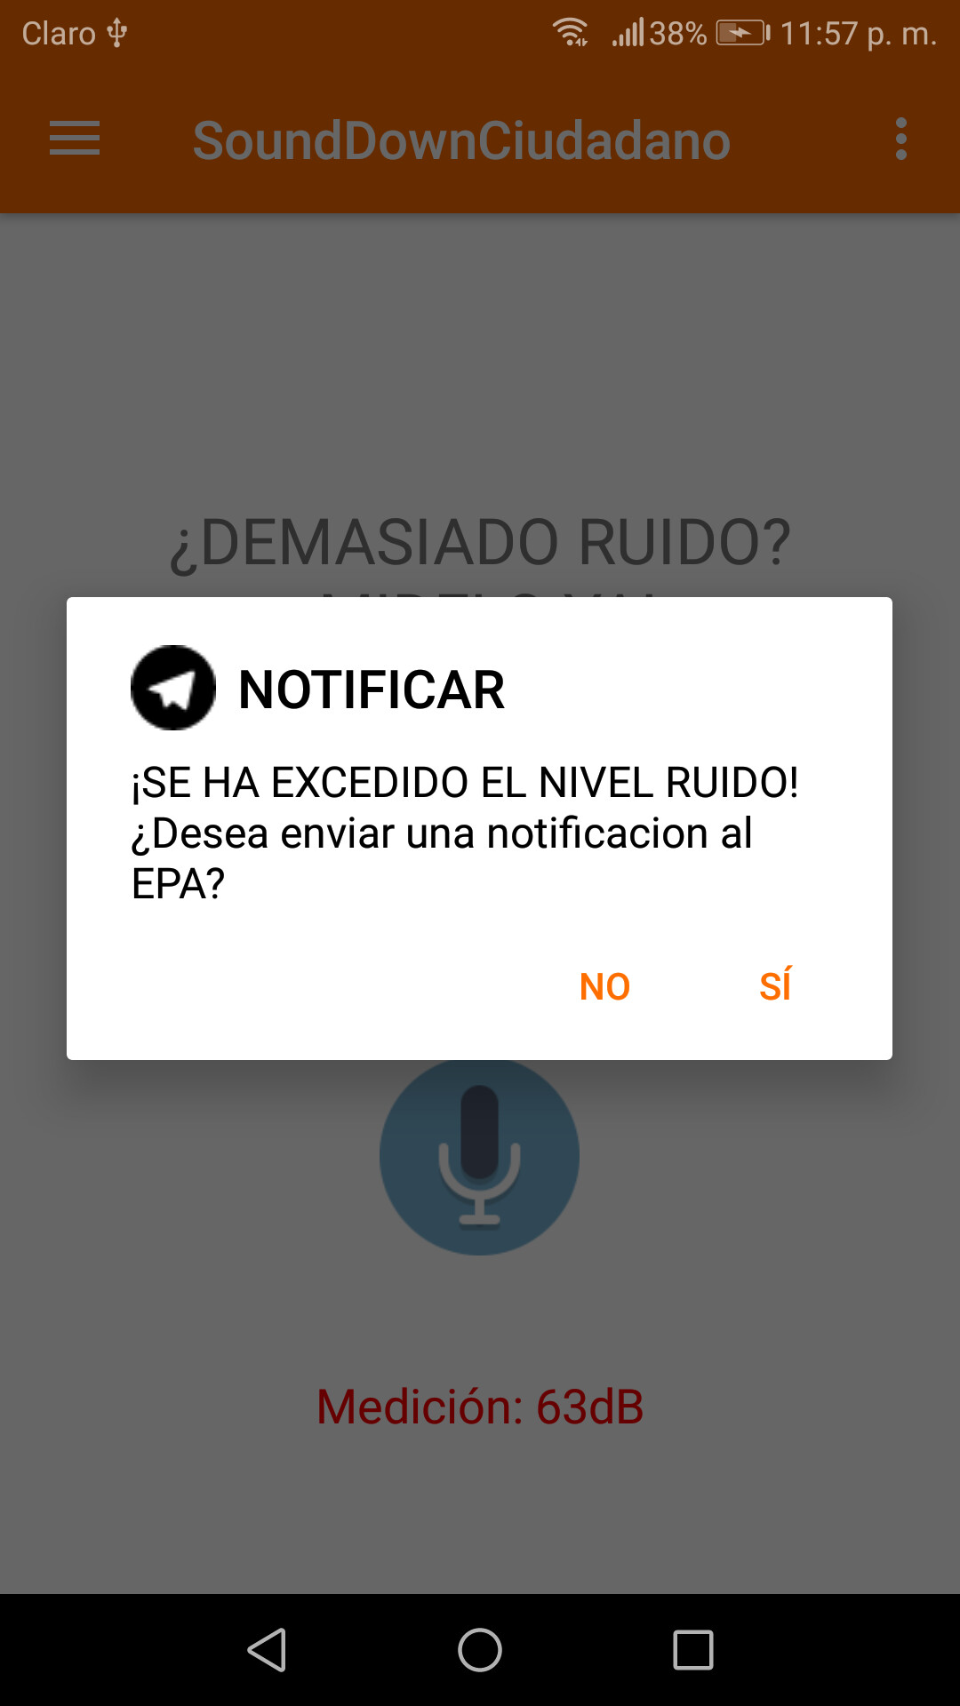 Claro 38% 11:57 p. m.
SoundDownCiudadano
¿DEMASIADO RUIDO?
NOTIFICAR
¡SE HA EXCEDIDO EL NIVEL RUIDO!
¿Desea enviar una notificacion al
EPA?
NO SÍ
Medición: 63dB